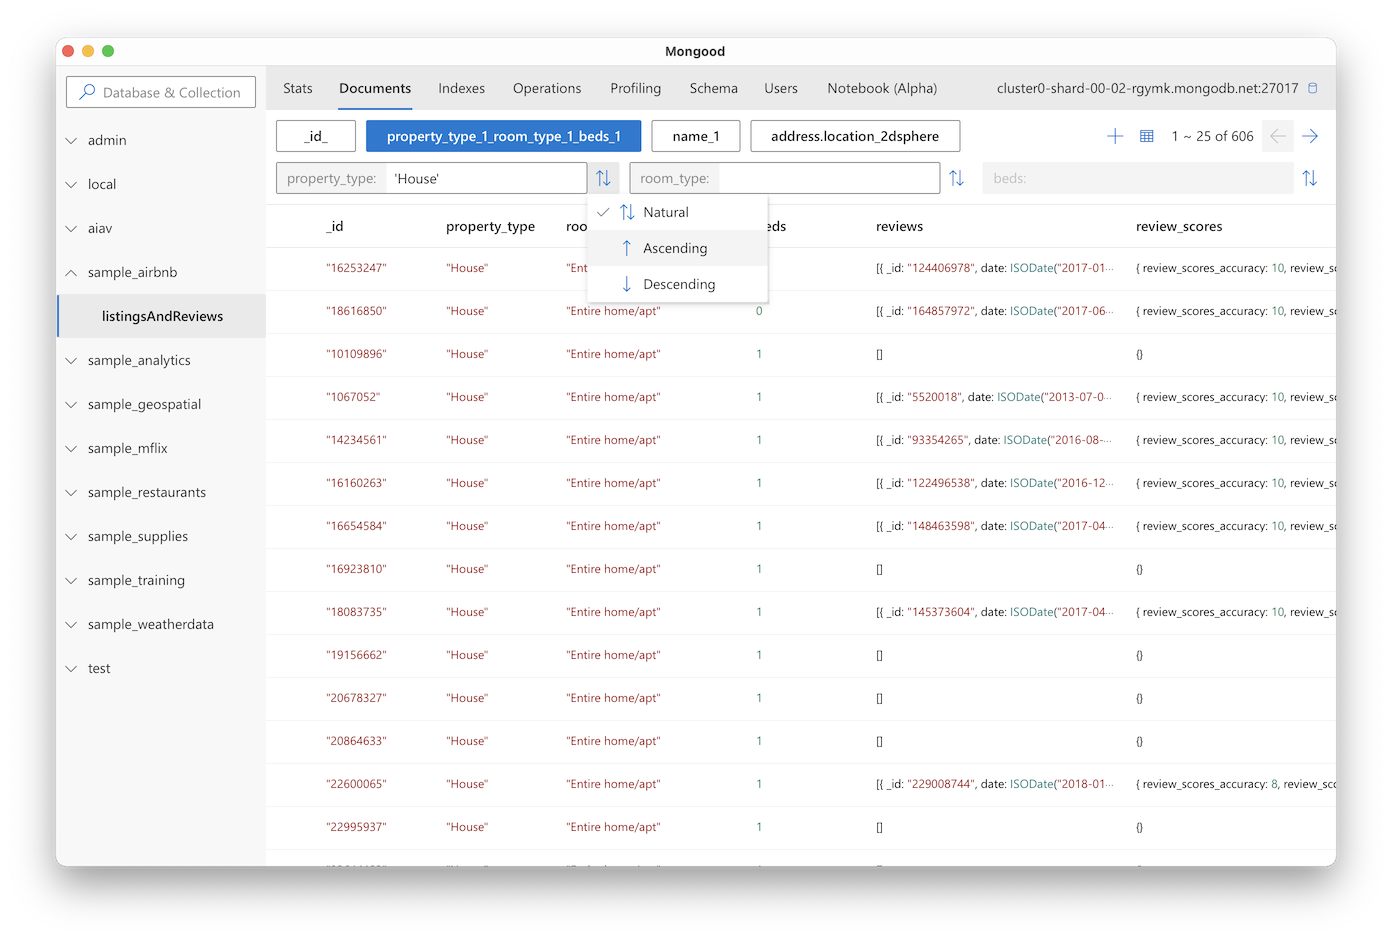 Mongood
Database & Collection
Stats Documents Indexes Operations Profiling Schema Users Notebook (Alpha) cluster0-shard-00-02-rgymk.mongodb.net:27017
admin
local
aiav
sample_airbnb
listingsAndReviews
sample_analytics
sample_geospatial
sample_mflix
sample_restaurants
sample_supplies
sample_training
sample_weatherdata
test
_id_ property_type_1_room_type_1_beds_1 name_1 address.location_2dsphere 1 ~ 25 of 606
property_type: 'House' room_type: beds:
Natural
Ascending
Descending
_id property_type roo eds reviews review_scores
"16253247" "House" "Ent [{ _id: "124406978", date: ISODate("2017-01··· { review_scores_accuracy: 10, review_sc
"18616850" "House" "Entire home/apt" 0 [{ _id: "164857972", date: ISODate("2017-06··· { review_scores_accuracy: 10, review_sc
"10109896" "House" "Entire home/apt" 1 [] {}
"1067052" "House" "Entire home/apt" 1 [{ _id: "5520018", date: ISODate("2013-07-0··· { review_scores_accuracy: 10, review_sc
"14234561" "House" "Entire home/apt" 1 [{ _id: "93354265", date: ISODate("2016-08-··· { review_scores_accuracy: 10, review_sc
"16160263" "House" "Entire home/apt" 1 [{ _id: "122496538", date: ISODate("2016-12··· { review_scores_accuracy: 10, review_sc
"16654584" "House" "Entire home/apt" 1 [{ _id: "148463598", date: ISODate("2017-04··· { review_scores_accuracy: 10, review_sc
"16923810" "House" "Entire home/apt" 1 [] {}
"18083735" "House" "Entire home/apt" 1 [{ _id: "145373604", date: ISODate("2017-04··· { review_scores_accuracy: 10, review_sc
"19156662" "House" "Entire home/apt" 1 [] {}
"20678327" "House" "Entire home/apt" 1 [] {}
"20864633" "House" "Entire home/apt" 1 [] {}
"22600065" "House" "Entire home/apt" 1 [{ _id: "229008744", date: ISODate("2018-01··· { review_scores_accuracy: 8, review_sco
"22995937" "House" "Entire home/apt" 1 [] {}